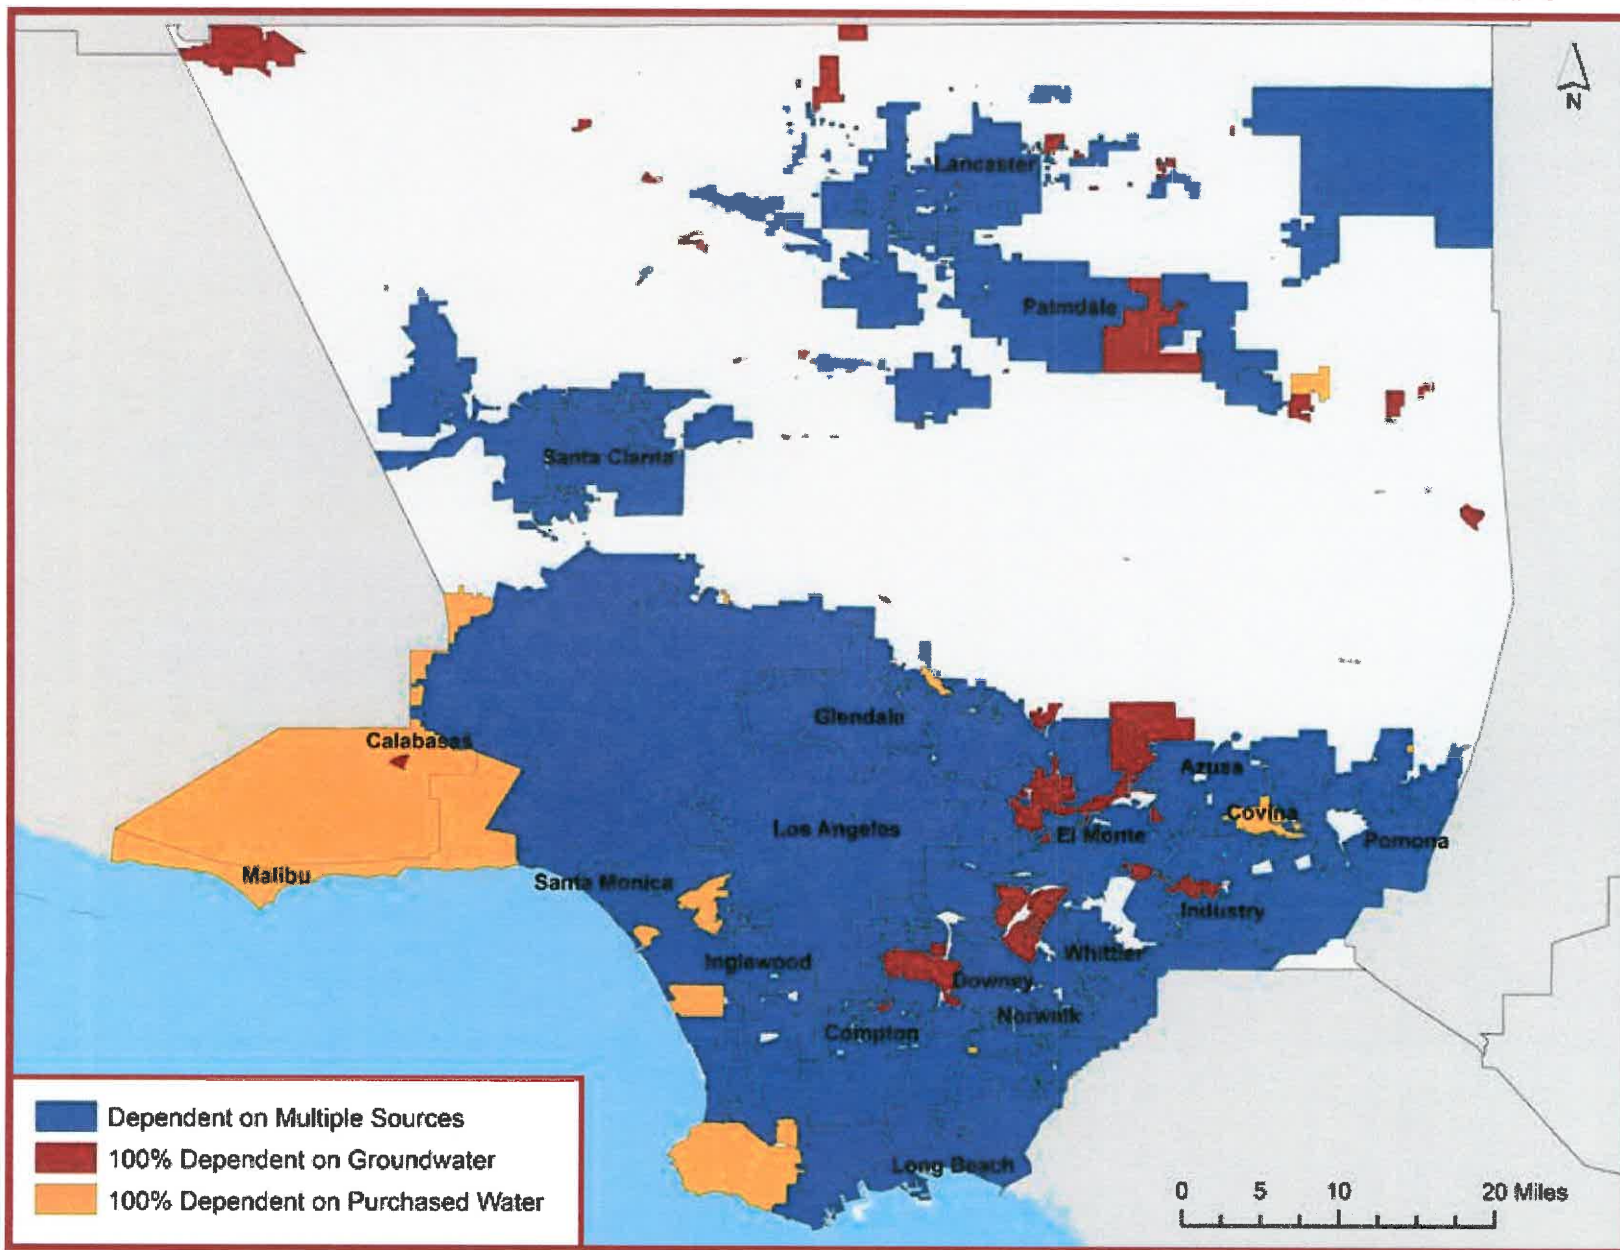 N
Lancaster
Palmdale
Santa Clarita
Glendale
Calabasas
Azusa
Covina
Los Angeles
El Monte
Pomona
Malibu
Santa Monica
Industry
Whittier
Inglewood
Downey
Norwalk
Compton
Long Beach
Dependent on Multiple Sources
100% Dependent on Groundwater
100% Dependent on Purchased Water
0 5 10 20 Miles